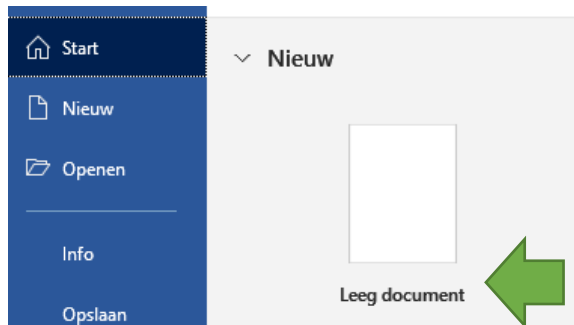 Start
Nieuw
Openen
Info
Opslaan
Nieuw
Leeg document